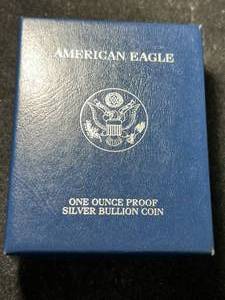 AMERICAN EAGLE
ONE OUNCE PROOF
SILVER BULLION COIN